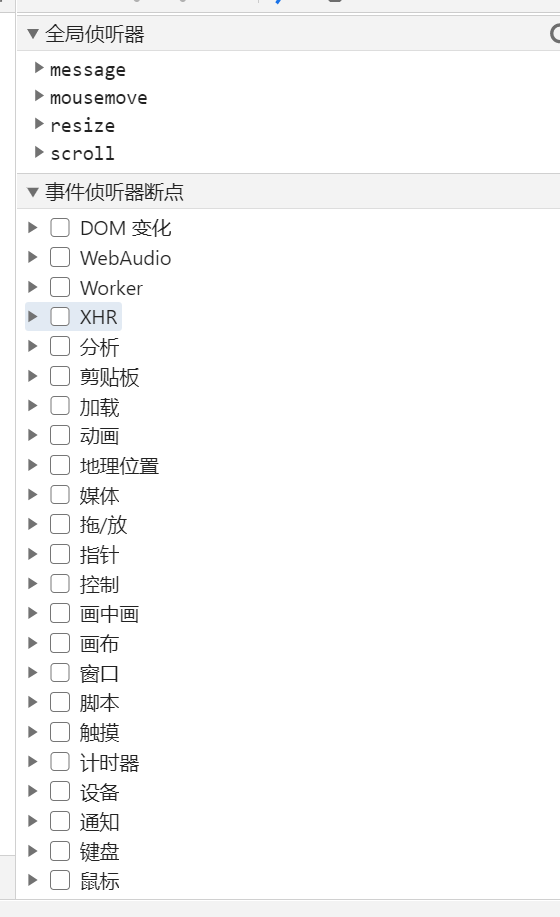 全局侦听器
message
mousemove
resize
scroll
事件侦听器断点
DOM 变化
WebAudio
Worker
XHR
分析
剪贴板
加载
动画
地理位置
媒体
拖/放
指针
控制
画中画
画布
窗口
脚本
触摸
计时器
设备
通知
键盘
鼠标